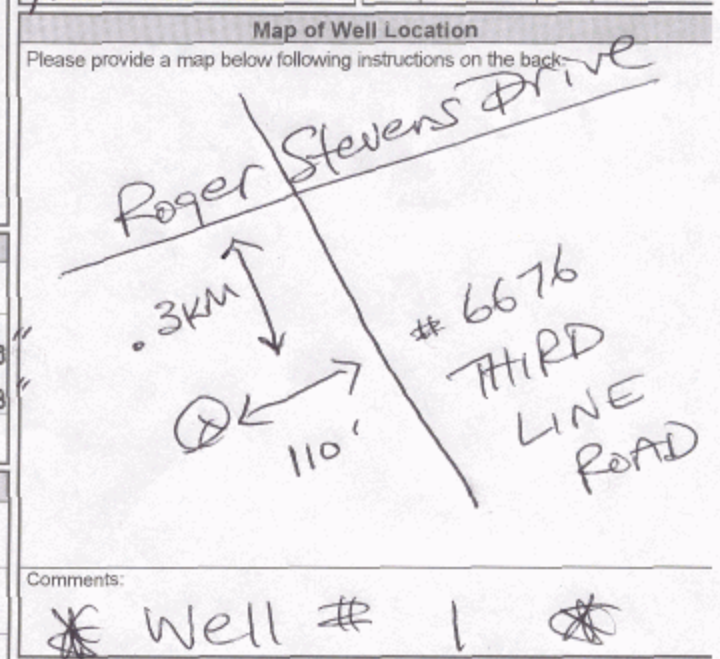 Map of Well Location
Please provide a map below following instructions on the back.
Roger Stevens Drive
.3KM
# 6676
THIRD
LINE
ROAD
X
110'
Comments:
* Well # 1 *